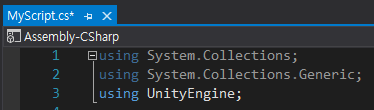 MyScript.cs*
Assembly-CSharp
1 using System.Collections;
2 using System.Collections.Generic;
3 using UnityEngine;